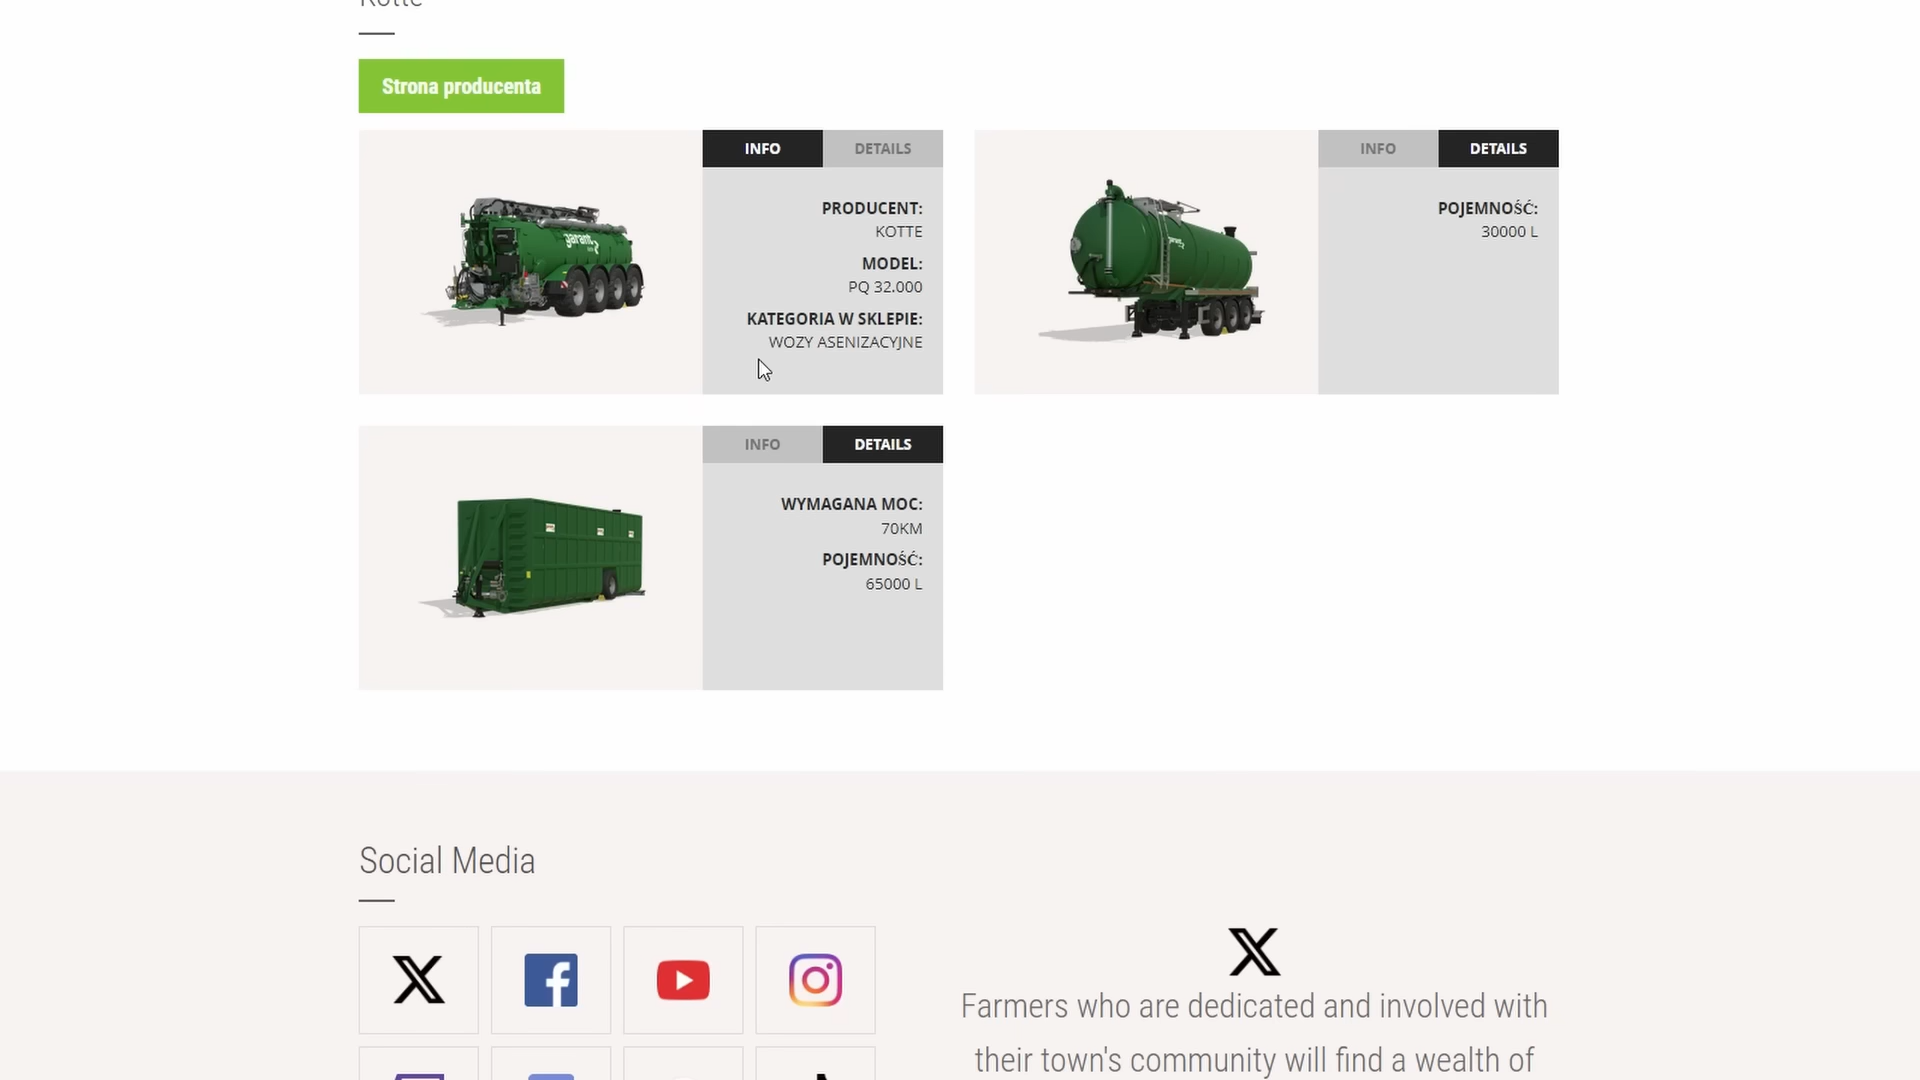 Kotte
Strona producenta
INFO
DETAILS
PRODUCENT:
KOTTE
MODEL:
PQ 32.000
KATEGORIA W SKLEPIE:
WOZY ASENIZACYJNE
garant
INFO
DETAILS
POJEMNOŚĆ:
30000 L
INFO
DETAILS
WYMAGANA MOC:
70KM
POJEMNOŚĆ:
65000 L
Social Media
Farmers who are dedicated and involved with
their town's community will find a wealth of